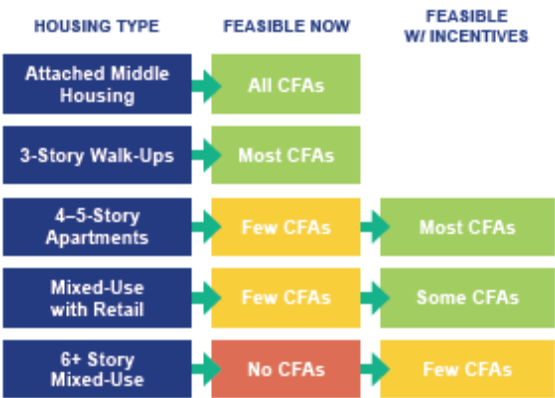 HOUSING TYPE
FEASIBLE NOW
FEASIBLE
W/ INCENTIVES
Attached Middle
Housing
All CFAs
3-Story Walk-Ups
Most CFAs
4–5-Story
Apartments
Few CFAs
Most CFAs
Mixed-Use
with Retail
Few CFAs
Some CFAs
6+ Story
Mixed-Use
No CFAs
Few CFAs